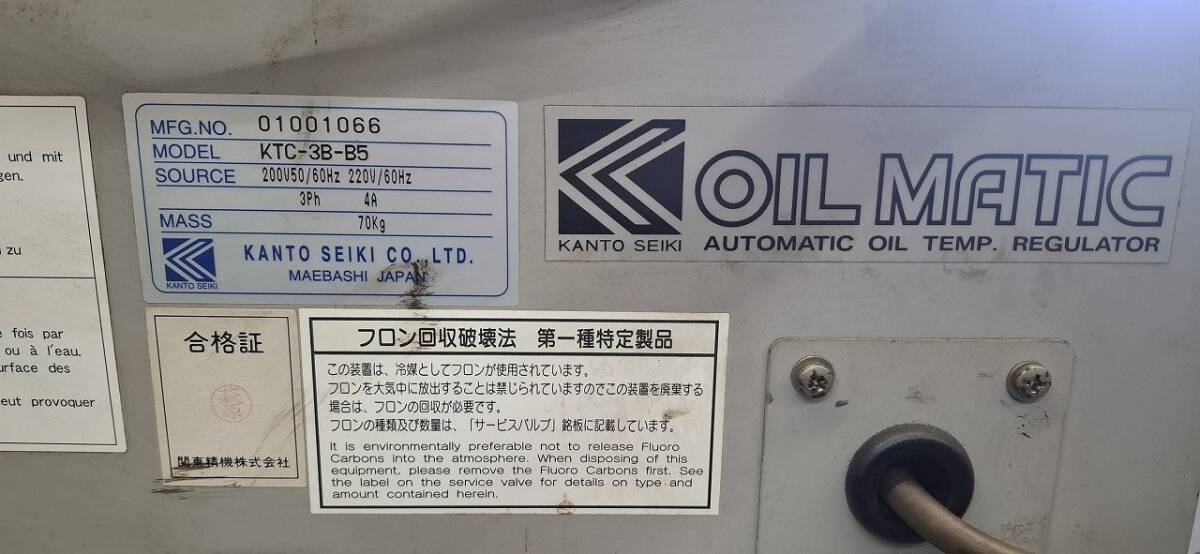 und mit
gen.
zu
fois par
ou à l'eau.
urface des
eut provoquer
MFG.NO. 01001066
MODEL KTC-3B-B5
SOURCE 200V50/60Hz 220V/60Hz
3Ph 4A
MASS 70Kg
KANTO SEIKI
KANTO SEIKI CO.,LTD.
MAEBASHI JAPAN
KANTO SEIKI
OIL MATIC
AUTOMATIC OIL TEMP. REGULATOR
合格証
萩原
関東精機株式会社
フロン回収破壊法 第一種特定製品
この装置は、冷媒としてフロンが使用されています。
フロンを大気中に放出することは禁じられていますのでこの装置を廃棄する
場合は、フロンの回収が必要です。
フロンの種類及び数量は、「サービスバルブ」銘板に記載しています。
It is environmentally preferable not to release Fluoro
Carbons into the atmosphere. When disposing of this
equipment, please remove the Fluoro Carbons first. See
the label on the service valve for details on type and
amount contained herein.